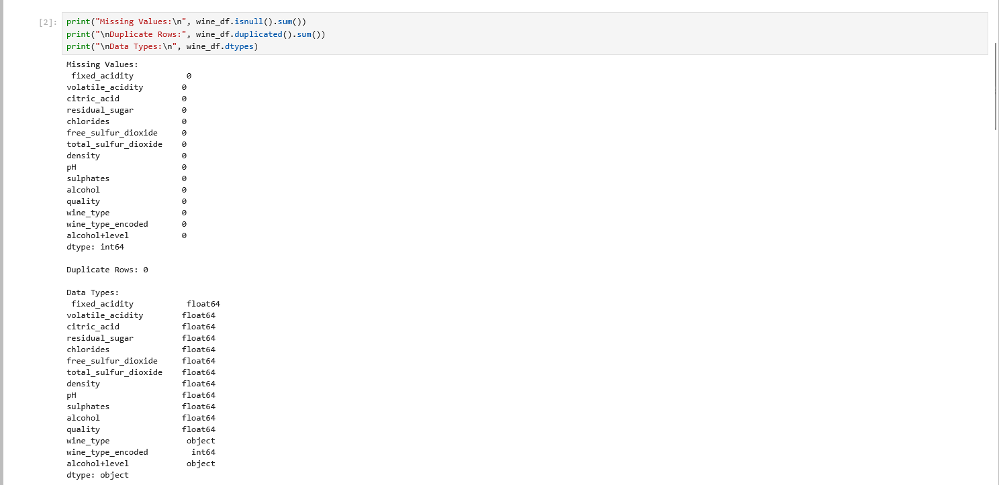 [2]: print("Missing Values:\n", wine_df.isnull().sum())
print("\nDuplicate Rows:", wine_df.duplicated().sum())
print("\nData Types:\n", wine_df.dtypes)
Missing Values:
 fixed_acidity           0
volatile_acidity        0
citric_acid             0
residual_sugar          0
chlorides               0
free_sulfur_dioxide     0
total_sulfur_dioxide    0
density                 0
pH                      0
sulphates               0
alcohol                 0
quality                 0
wine_type               0
wine_type_encoded       0
alcohol+level           0
dtype: int64

Duplicate Rows: 0

Data Types:
 fixed_acidity           float64
volatile_acidity        float64
citric_acid             float64
residual_sugar          float64
chlorides               float64
free_sulfur_dioxide     float64
total_sulfur_dioxide    float64
density                 float64
pH                      float64
sulphates               float64
alcohol                 float64
quality                 float64
wine_type                object
wine_type_encoded         int64
alcohol+level            object
dtype: object